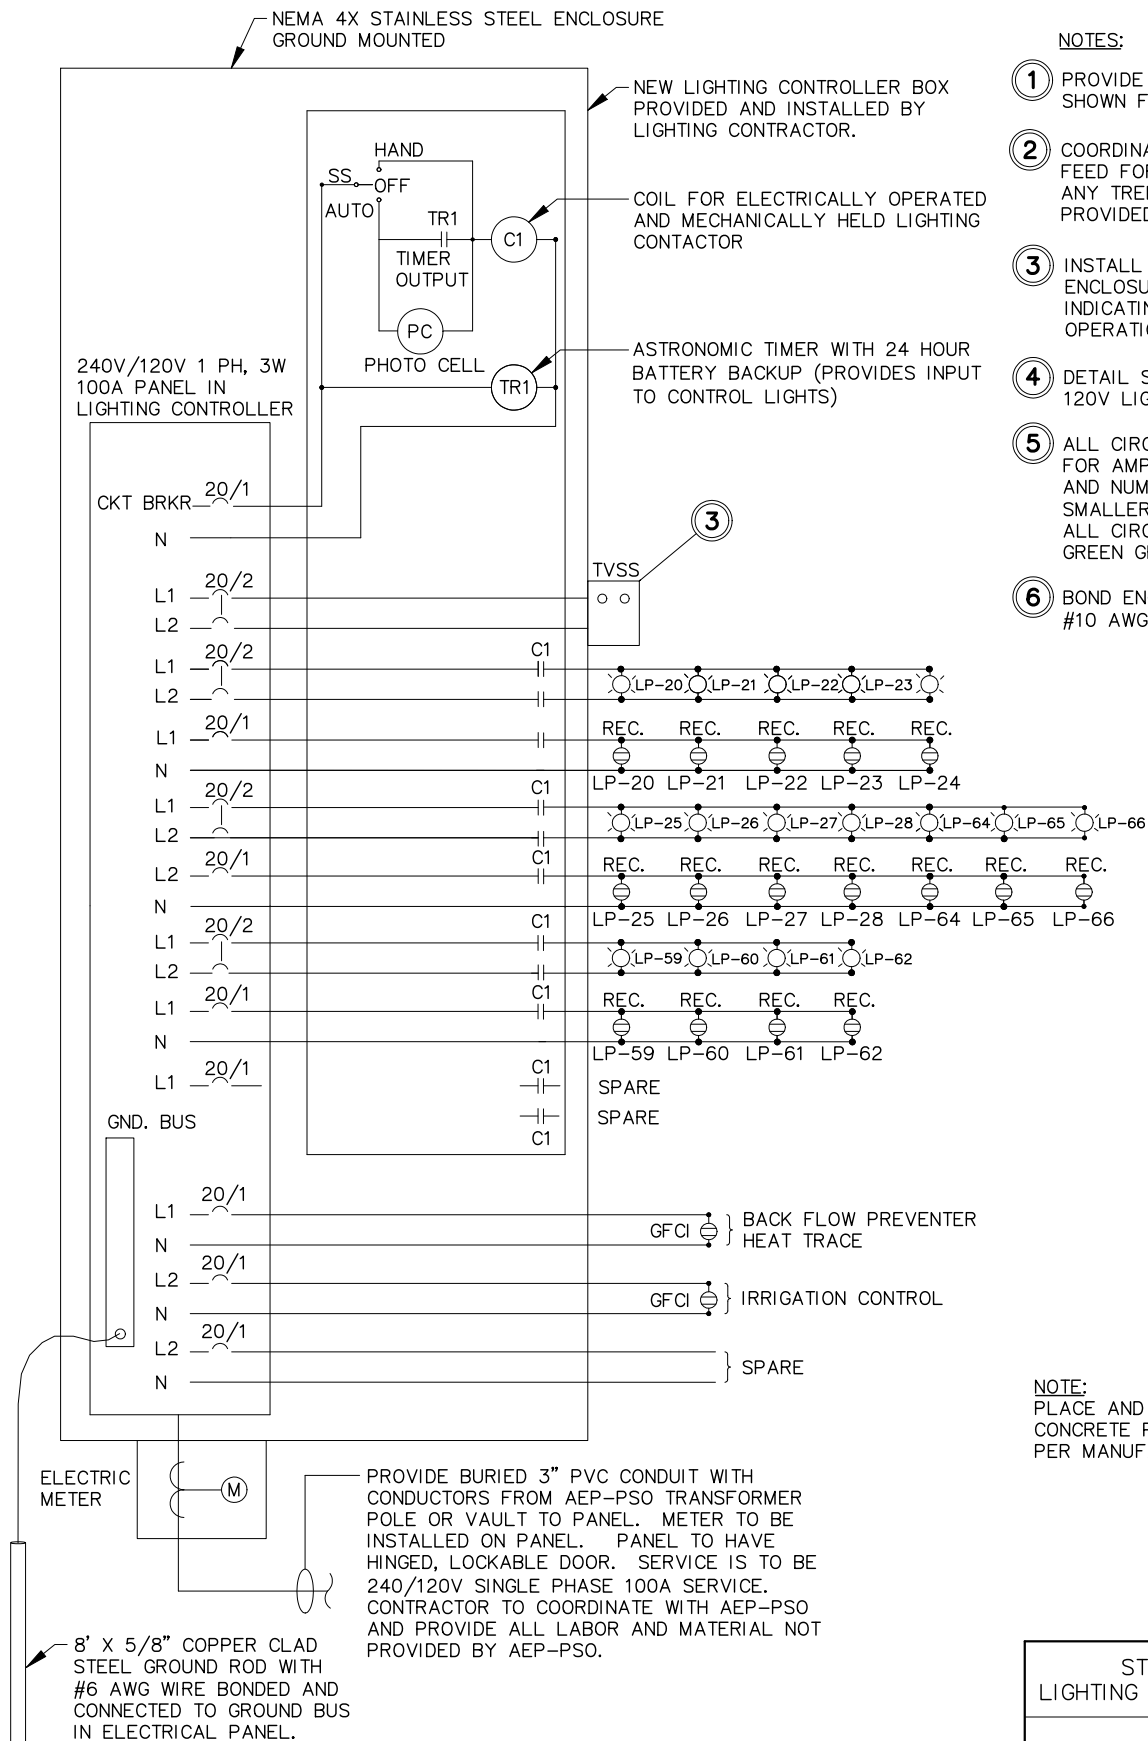 NEMA 4X STAINLESS STEEL ENCLOSURE
GROUND MOUNTED
NEW LIGHTING CONTROLLER BOX
PROVIDED AND INSTALLED BY
LIGHTING CONTRACTOR.
HAND
SS
OFF
AUTO
TR1
C1
TIMER
OUTPUT
PC
PHOTO CELL
TR1
COIL FOR ELECTRICALLY OPERATED
AND MECHANICALLY HELD LIGHTING
CONTACTOR
ASTRONOMIC TIMER WITH 24 HOUR
BATTERY BACKUP (PROVIDES INPUT
TO CONTROL LIGHTS)
240V/120V 1 PH, 3W
100A PANEL IN
LIGHTING CONTROLLER
CKT BRKR 20/1
N
3
TVSS
L1 20/2
L2
L1 20/2 C1
L2 LP-20 LP-21 LP-22 LP-23
L1 20/1 REC. REC. REC. REC. REC.
N
LP-20 LP-21 LP-22 LP-23 LP-24
L1 20/2 C1
L2 LP-25 LP-26 LP-27 LP-28 LP-64 LP-65 LP-66
L2 20/1 C1 REC. REC. REC. REC. REC. REC. REC.
N
LP-25 LP-26 LP-27 LP-28 LP-64 LP-65 LP-66
L1 20/2 C1
L2 LP-59 LP-60 LP-61 LP-62
L1 20/1 C1 REC. REC. REC. REC.
N
LP-59 LP-60 LP-61 LP-62
L1 20/1 C1 SPARE
SPARE
C1
GND. BUS
L1 20/1
N
GFCI BACK FLOW PREVENTER
HEAT TRACE
L2 20/1
N
GFCI IRRIGATION CONTROL
L2 20/1
N
SPARE
ELECTRIC
METER
M
PROVIDE BURIED 3" PVC CONDUIT WITH
CONDUCTORS FROM AEP-PSO TRANSFORMER
POLE OR VAULT TO PANEL. METER TO BE
INSTALLED ON PANEL. PANEL TO HAVE
HINGED, LOCKABLE DOOR. SERVICE IS TO BE
240/120V SINGLE PHASE 100A SERVICE.
CONTRACTOR TO COORDINATE WITH AEP-PSO
AND PROVIDE ALL LABOR AND MATERIAL NOT
PROVIDED BY AEP-PSO.
8' X 5/8" COPPER CLAD
STEEL GROUND ROD WITH
#6 AWG WIRE BONDED AND
CONNECTED TO GROUND BUS
IN ELECTRICAL PANEL.
NOTES:
1 PROVIDE
SHOWN
2
FEED
ANY
3 INSTALL
4 DETAIL
120V
5 ALL
FOR
AND
SMALLER
ALL
GREEN
6 BOND
#10 AWG
NOTE:
PLACE AND
CONCRETE
PER
LIGHTING